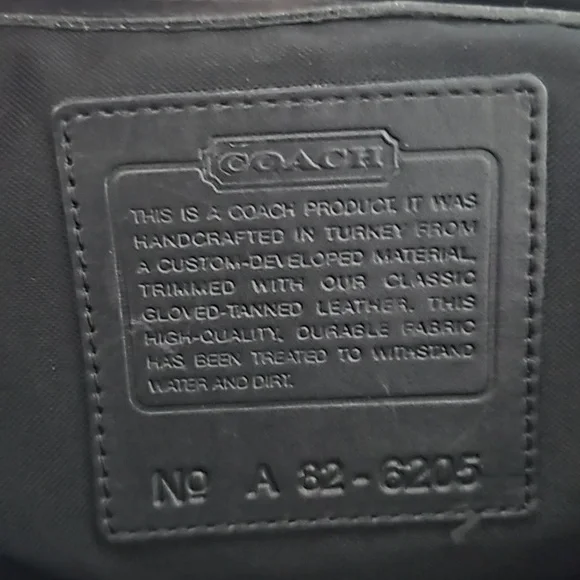 COACH
THIS IS A COACH PRODUCT. IT WAS
HANDCRAFTED IN TURKEY FROM
A CUSTOM-DEVELOPED MATERIAL,
TRIMMED WITH OUR CLASSIC
GLOVED-TANNED LEATHER. THIS
HIGH-QUALITY, DURABLE FABRIC
HAS BEEN TREATED TO WITHSTAND
WATER AND DIRT.
No A 82-6205